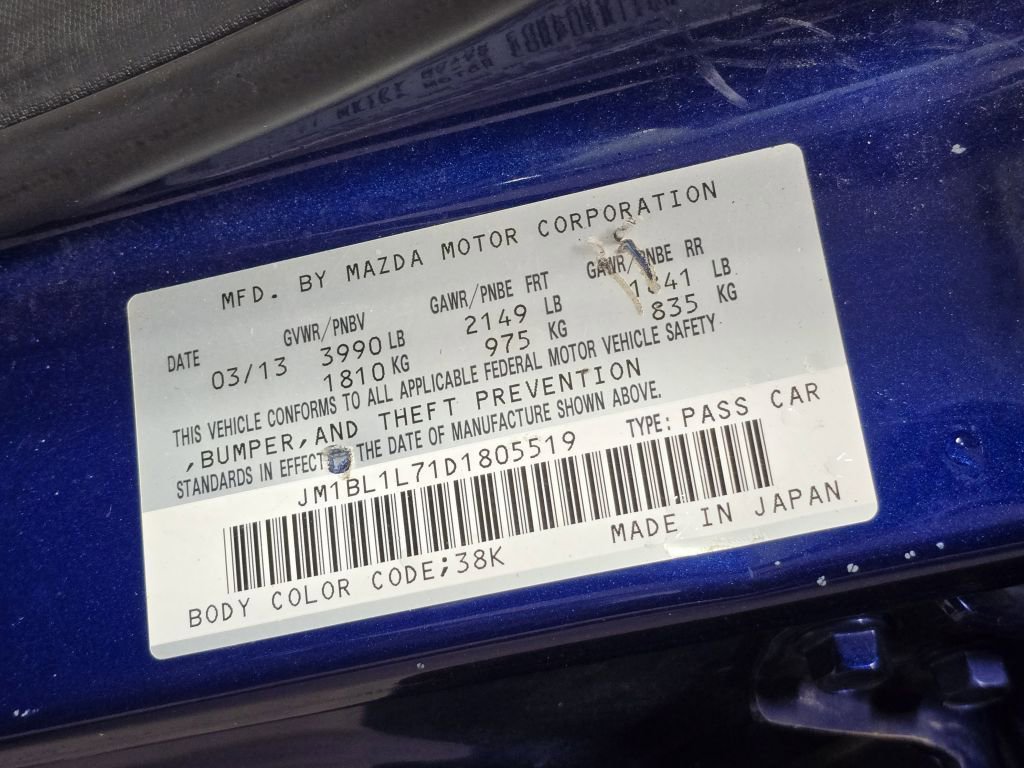 MFD. BY MAZDA MOTOR CORPORATION
GVWR/PNBV GAWR/PNBE FRT GAWR/PNBE RR
DATE 03/13 3990 LB 2149 LB LB
1810 KG 975 KG 835 KG
THIS VEHICLE CONFORMS TO ALL APPLICABLE FEDERAL MOTOR VEHICLE SAFETY
,BUMPER,AND THEFT PREVENTION
STANDARDS IN EFFECT THE DATE OF MANUFACTURE SHOWN ABOVE.
JM1BL1L71D1805519 TYPE: PASS CAR
MADE IN JAPAN
BODY COLOR CODE;38K